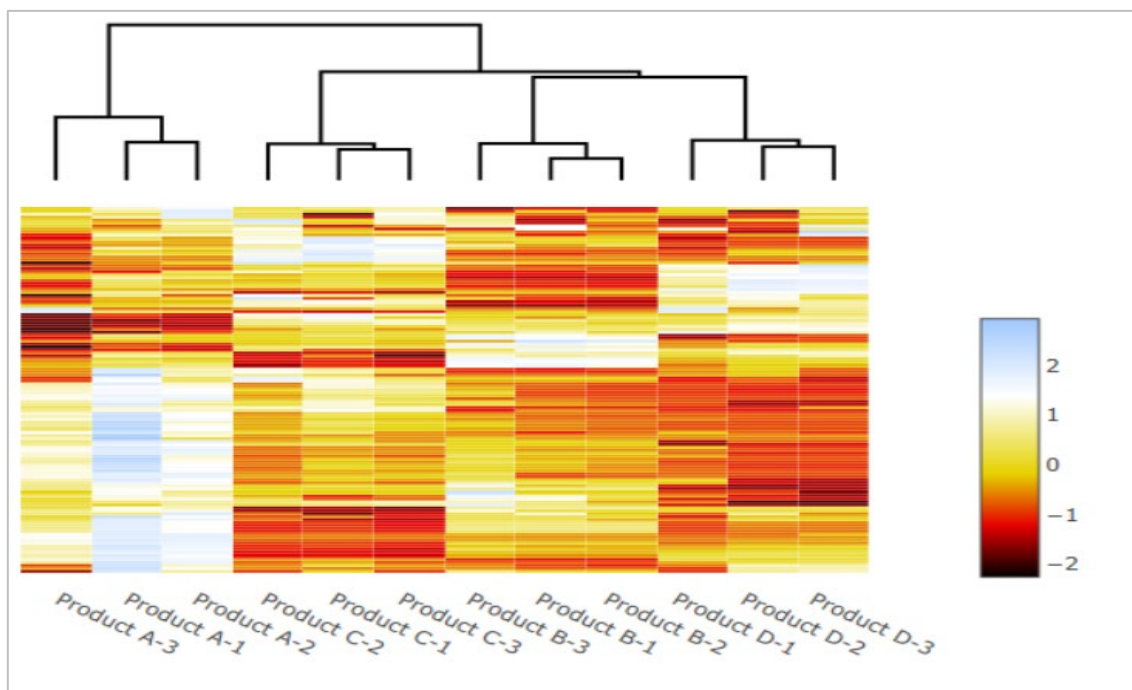 2
1
0
−1
−2
Product A-3
Product A-1
Product A-2
Product C-2
Product C-1
Product C-3
Product B-3
Product B-1
Product B-2
Product D-1
Product D-2
Product D-3